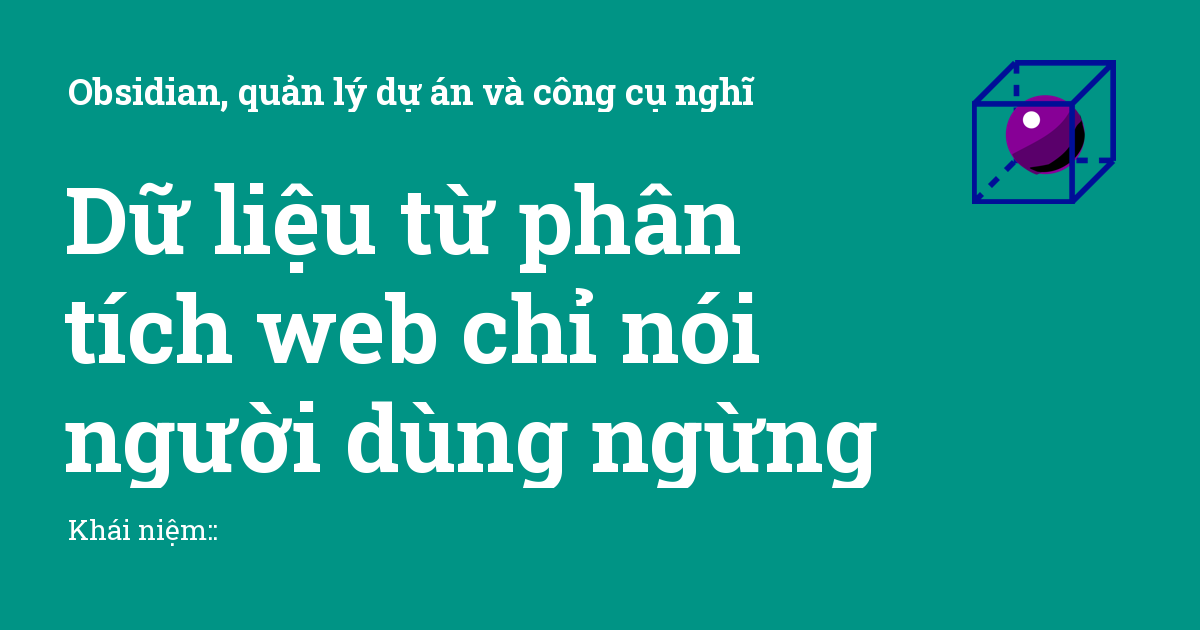 Obsidian, quản lý dự án và công cụ nghĩ
Dữ liệu từ phân
tích web chỉ nói
người dùng ngừng
Khái niệm::